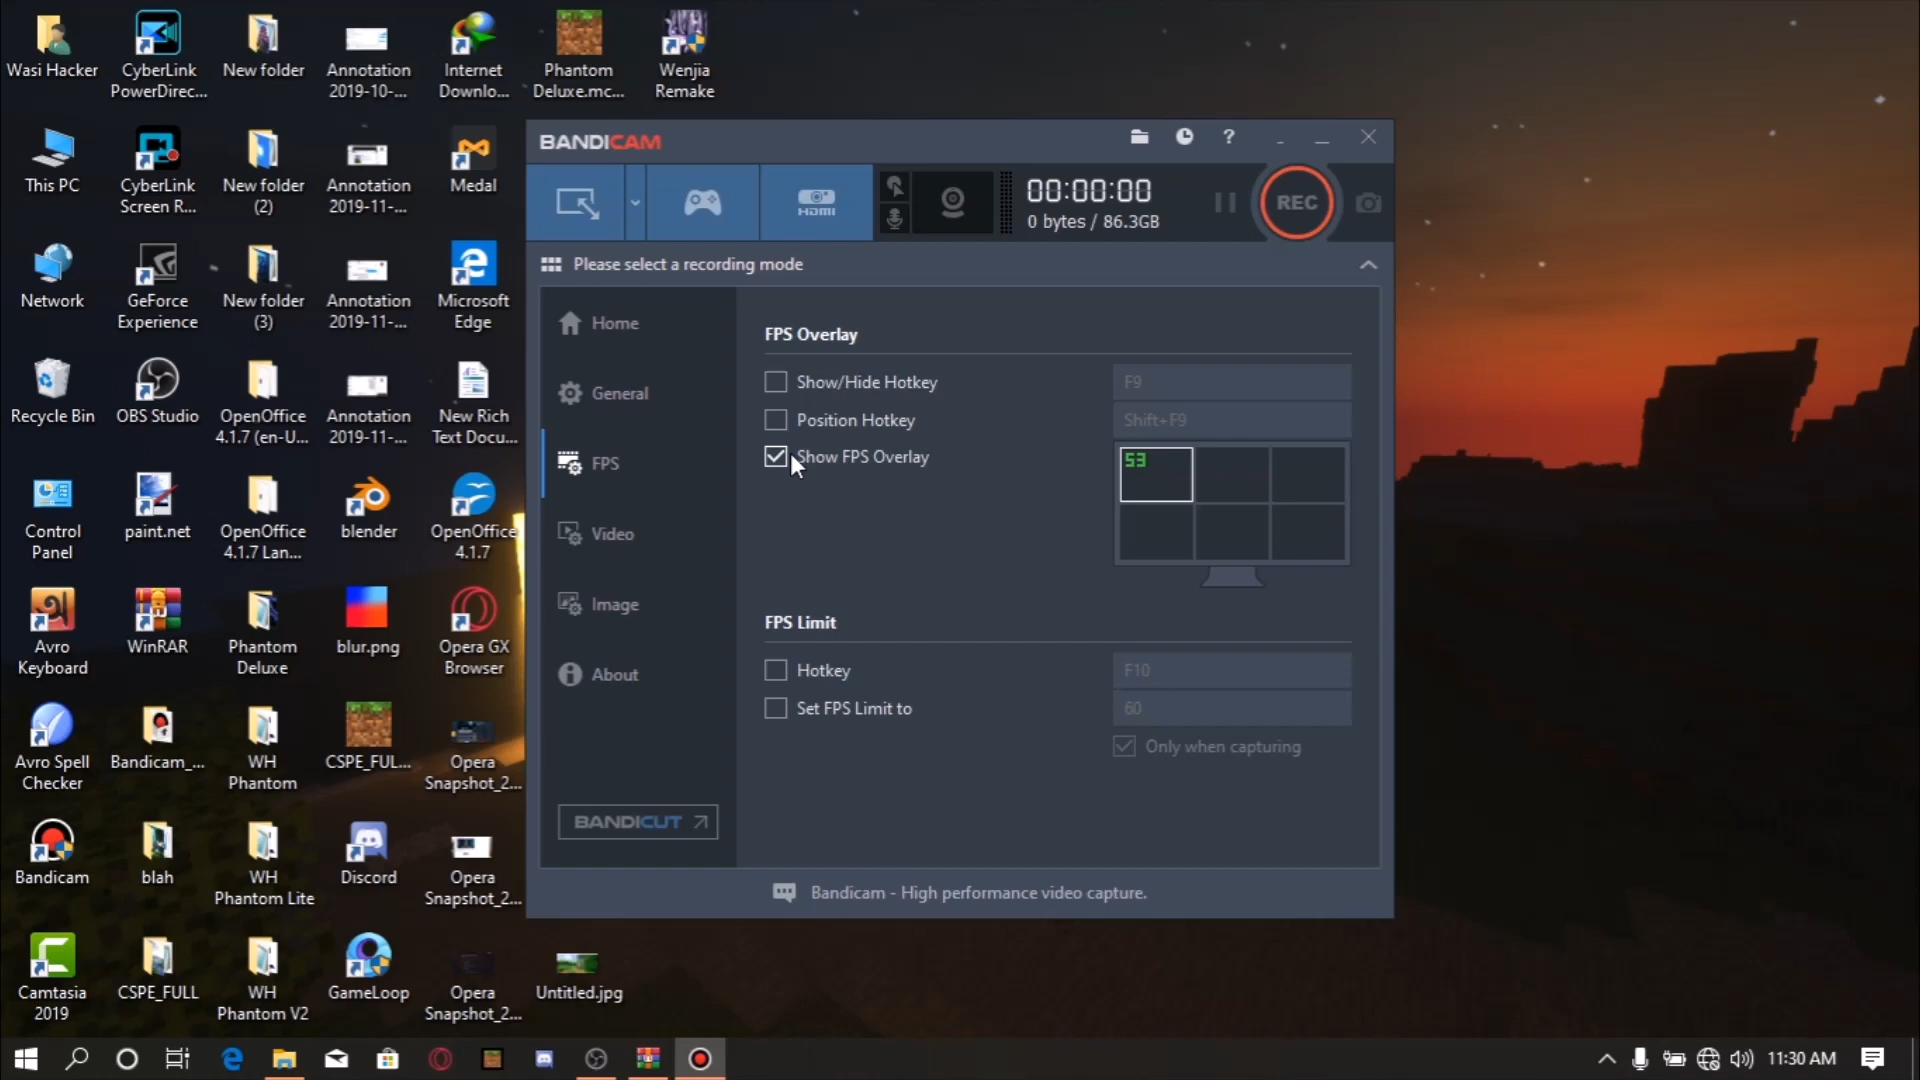 Wasi Hacker
CyberLink
PowerDirec...
New folder
Annotation
2019-10-...
Internet
Downlo...
Phantom
Deluxe.mc...
Wenjia
Remake
This PC
CyberLink
Screen R...
New folder
(2)
Annotation
2019-11-...
Medal
Network
GeForce
Experience
New folder
(3)
Annotation
2019-11-...
Microsoft
Edge
Recycle Bin
OBS Studio
OpenOffice
4.1.7 (en-U...
Annotation
2019-11-...
New Rich
Text Docu...
Control
Panel
paint.net
OpenOffice
4.1.7 Lan...
blender
OpenOffice
4.1.7
Avro
Keyboard
WinRAR
Phantom
Deluxe
blur.png
Opera GX
Browser
Avro Spell
Checker
Bandicam_...
WH
Phantom
CSPE_FUL...
Opera
Snapshot_2...
Bandicam
blah
WH
Phantom Lite
Discord
Opera
Snapshot_2...
Camtasia
2019
CSPE_FULL
WH
Phantom V2
GameLoop
Opera
Snapshot_2...
Untitled.jpg
BANDICAM
HDMI
00:00:00
0 bytes / 86.3GB
REC
Please select a recording mode
Home
General
FPS
Video
Image
About
BANDICUT
FPS Overlay
Show/Hide Hotkey
F9
Position Hotkey
Shift+F9
Show FPS Overlay
53
FPS Limit
Hotkey
F10
Set FPS Limit to
60
Only when capturing
Bandicam - High performance video capture.
11:30 AM